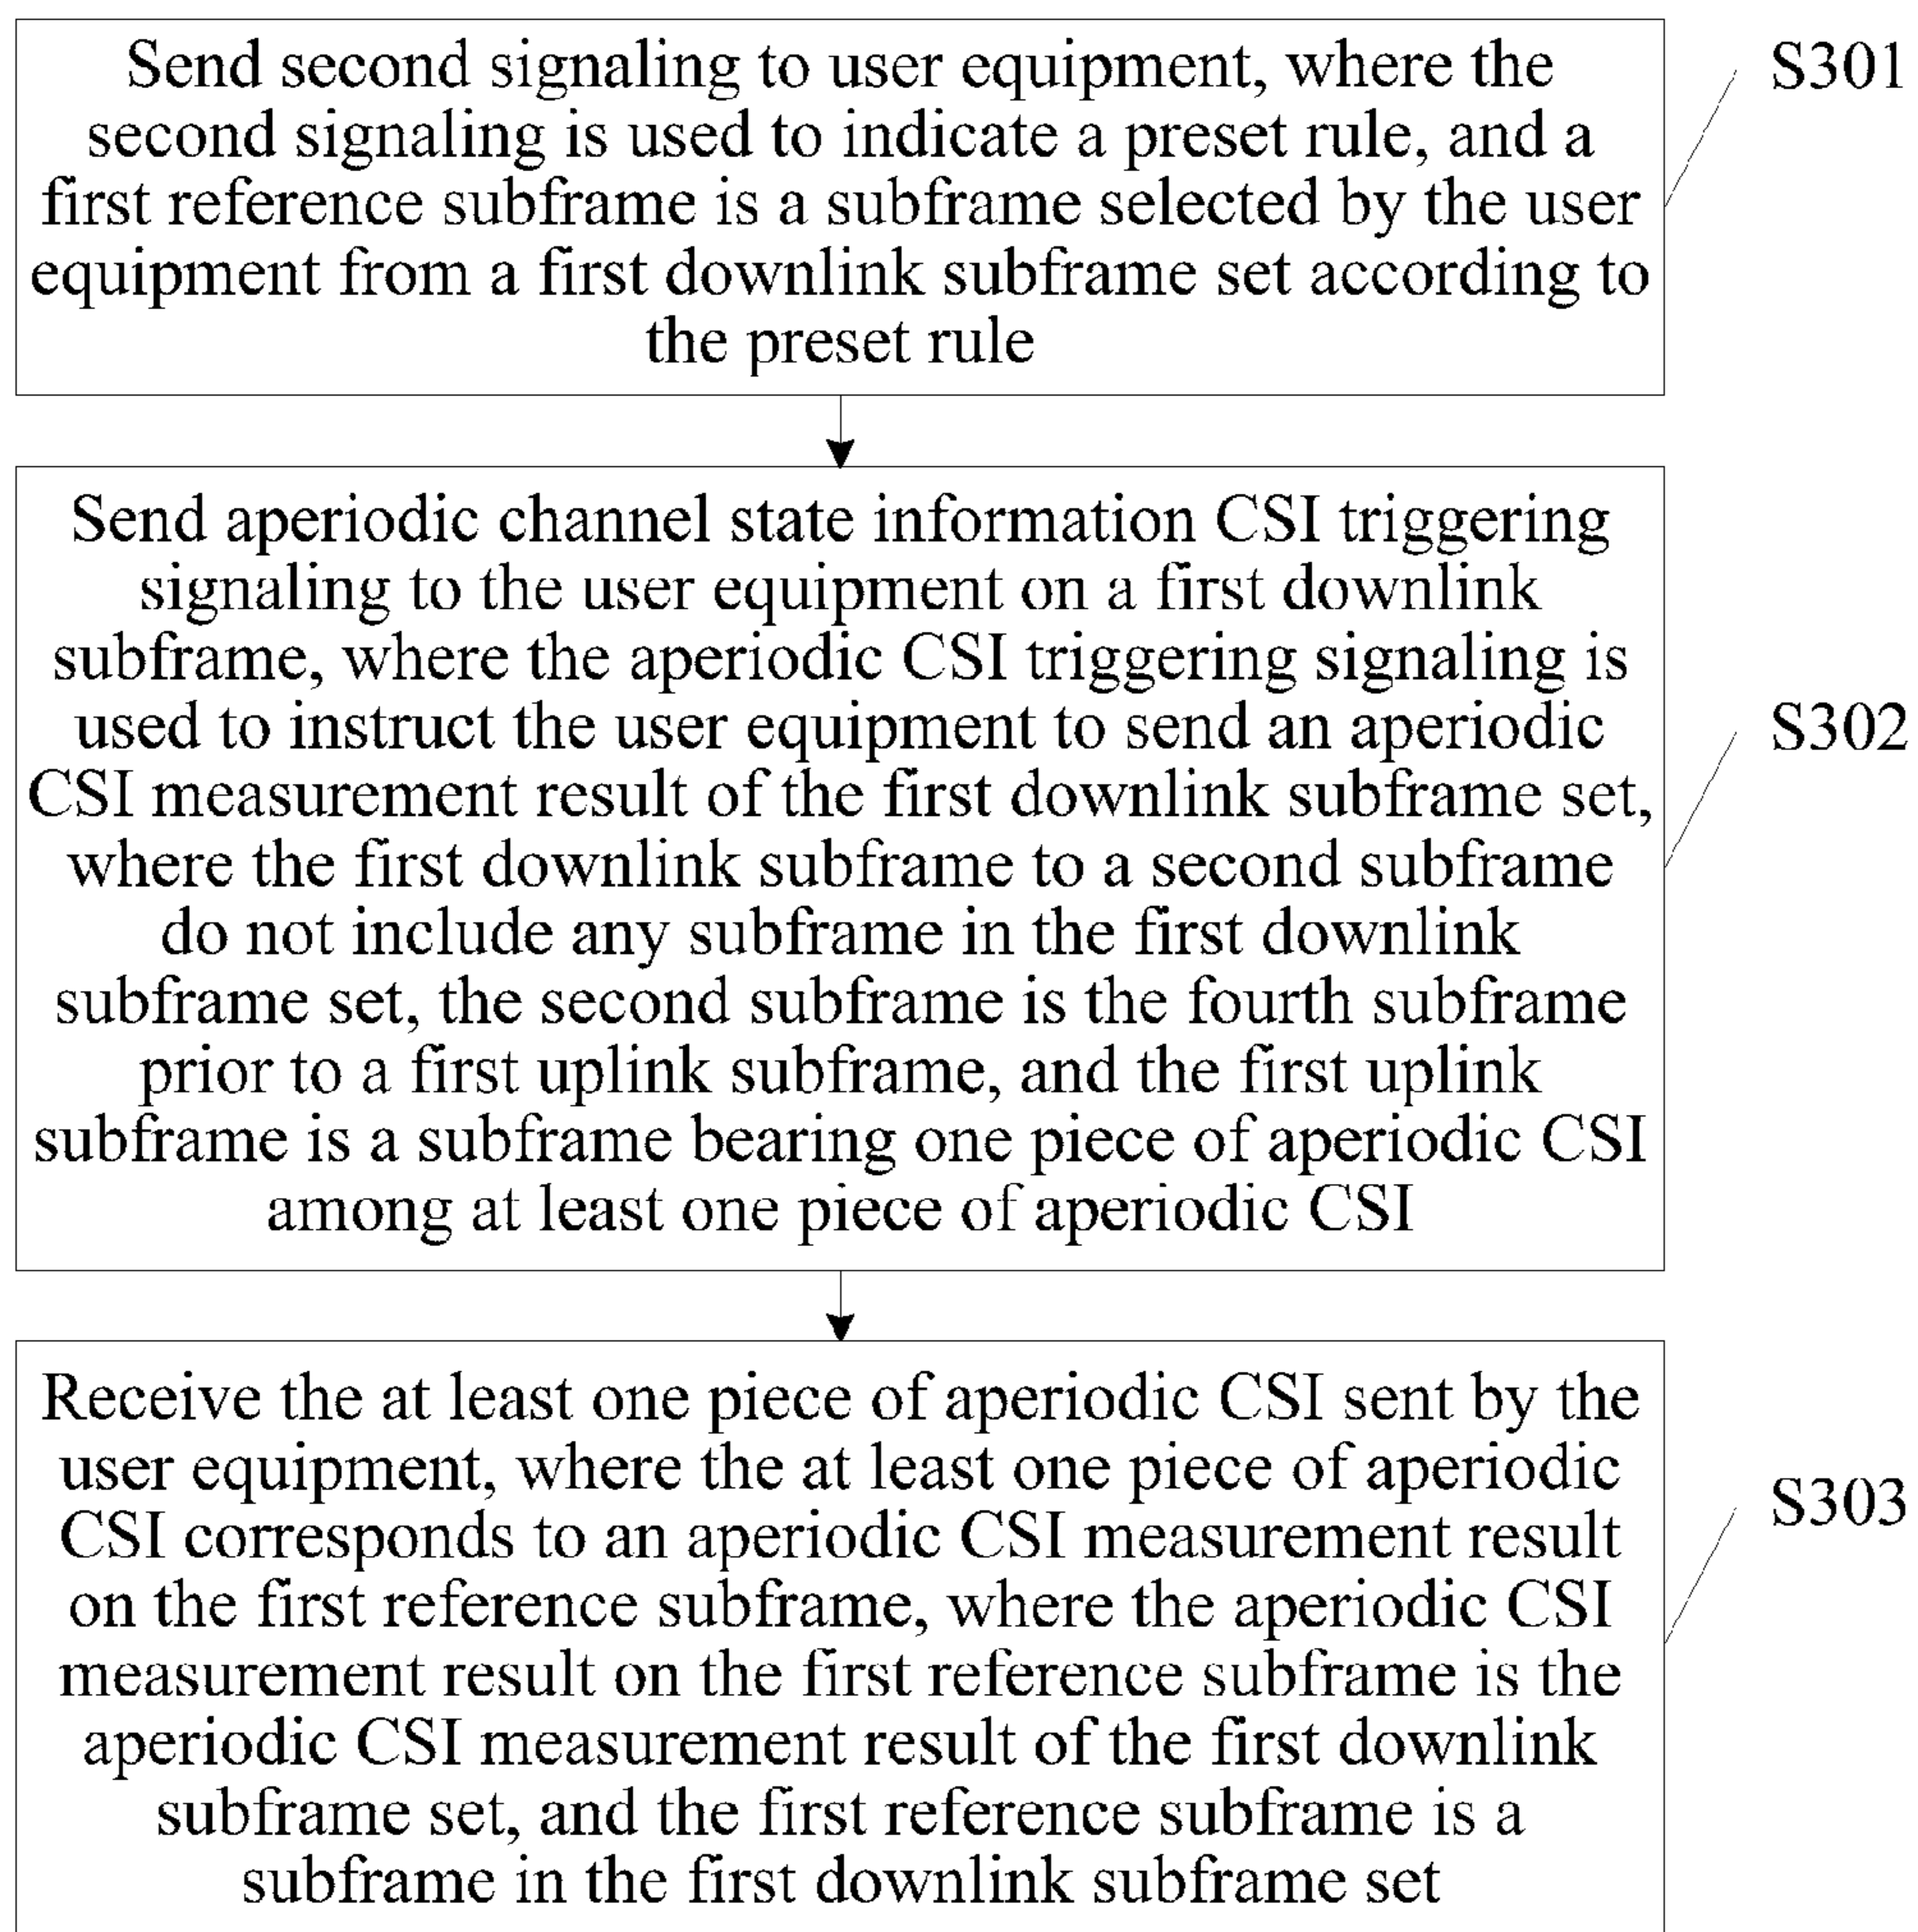 Send second signaling to user equipment, where the
second signaling is used to indicate a preset rule, and a
first reference subframe is a subframe selected by the user
equipment from a first downlink subframe set according to
the preset rule
S301
Send aperiodic channel state information CSI triggering
signaling to the user equipment on a first downlink
subframe, where the aperiodic CSI triggering signaling is
used to instruct the user equipment to send an aperiodic
CSI measurement result of the first downlink subframe set,
where the first downlink subframe to a second subframe
do not include any subframe in the first downlink
subframe set, the second subframe is the fourth subframe
prior to a first uplink subframe, and the first uplink
subframe is a subframe bearing one piece of aperiodic CSI
among at least one piece of aperiodic CSI
S302
Receive the at least one piece of aperiodic CSI sent by the
user equipment, where the at least one piece of aperiodic
CSI corresponds to an aperiodic CSI measurement result
on the first reference subframe, where the aperiodic CSI
measurement result on the first reference subframe is the
aperiodic CSI measurement result of the first downlink
subframe set, and the first reference subframe is a
subframe in the first downlink subframe set
S303